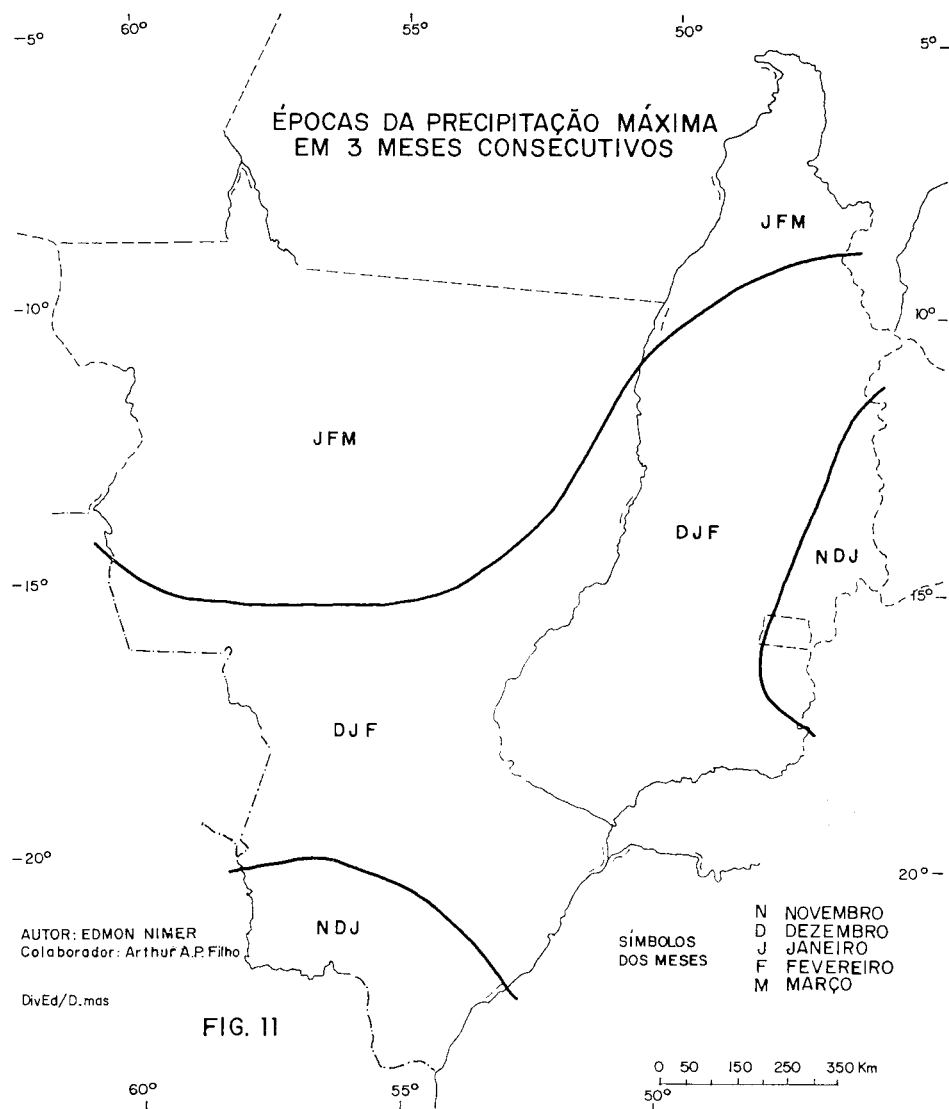 60° 55° 50°
–5° 5°–
ÉPOCAS DA PRECIPITAÇÃO MÁXIMA
EM 3 MESES CONSECUTIVOS
JFM
–10° 10°–
JFM
DJF
NDJ
–15° 15°–
DJF
–20° 20°–
NDJ
AUTOR: EDMON NIMER
Colaborador: Arthur A.P. Filho
DivEd/D.mas
FIG. 11
SÍMBOLOS
DOS MESES
N NOVEMBRO
D DEZEMBRO
J JANEIRO
F FEVEREIRO
M MARÇO
0 50 150 250 350 Km
60° 55° 50°